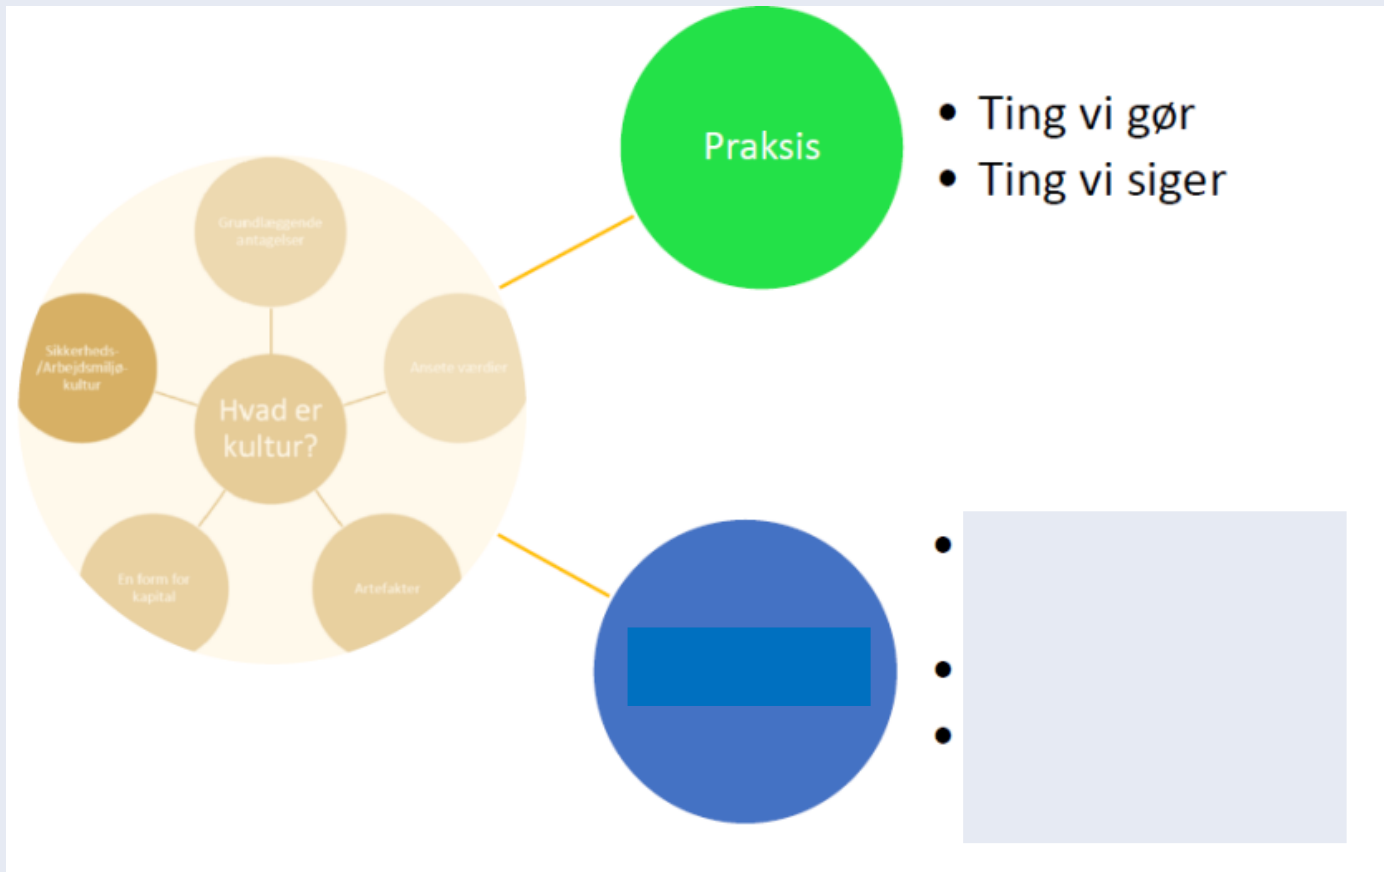 Praksis
• Ting vi gør
• Ting vi siger
Grundlæggende
antagelser
Sikkerheds-
/Arbejdsmiljø-
kultur
Ansete værdier
Hvad er
kultur?
En form for
kapital
Artefakter
•
•
•